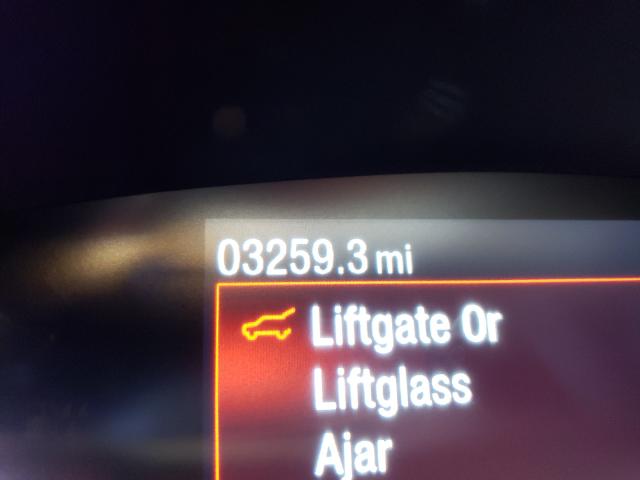 03259.3 mi
Liftgate Or
Liftglass
Ajar